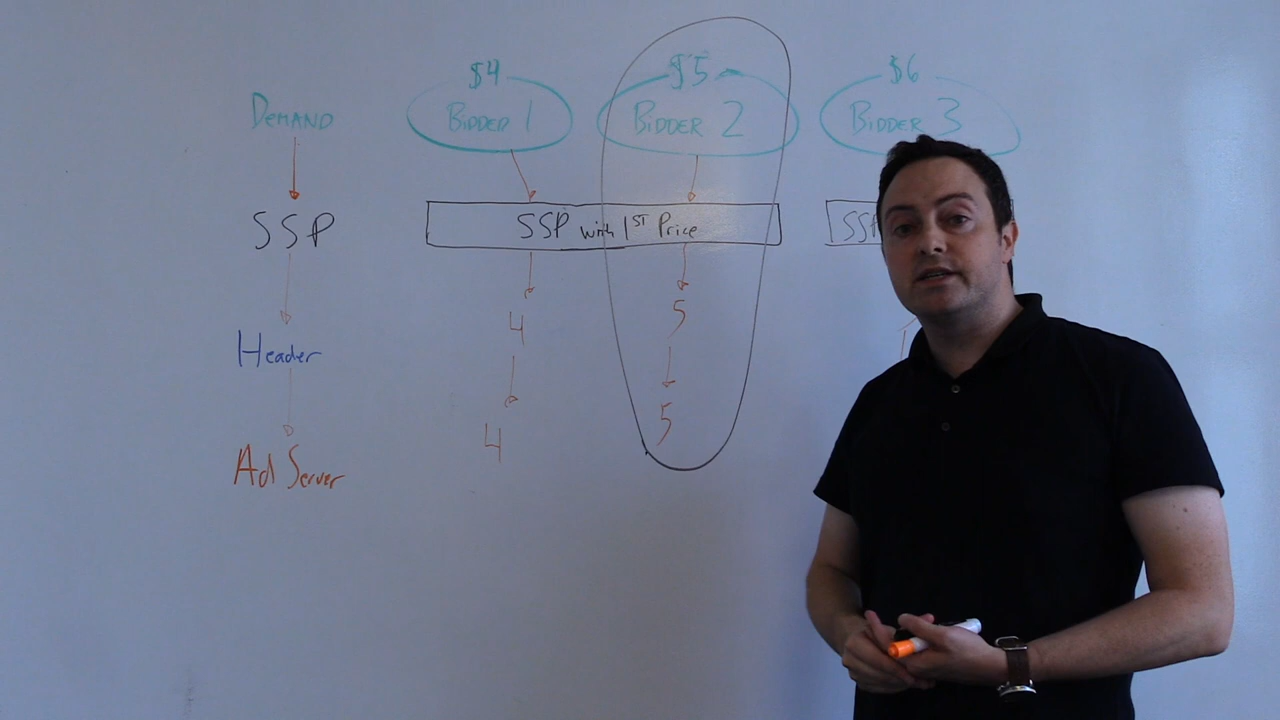 $4 $5 $6
DEMAND BIDDER 1 BIDDER 2 BIDDER 3
SSP SSP with 1ST Price SSP
4 5
Header
4 5
Ad Server